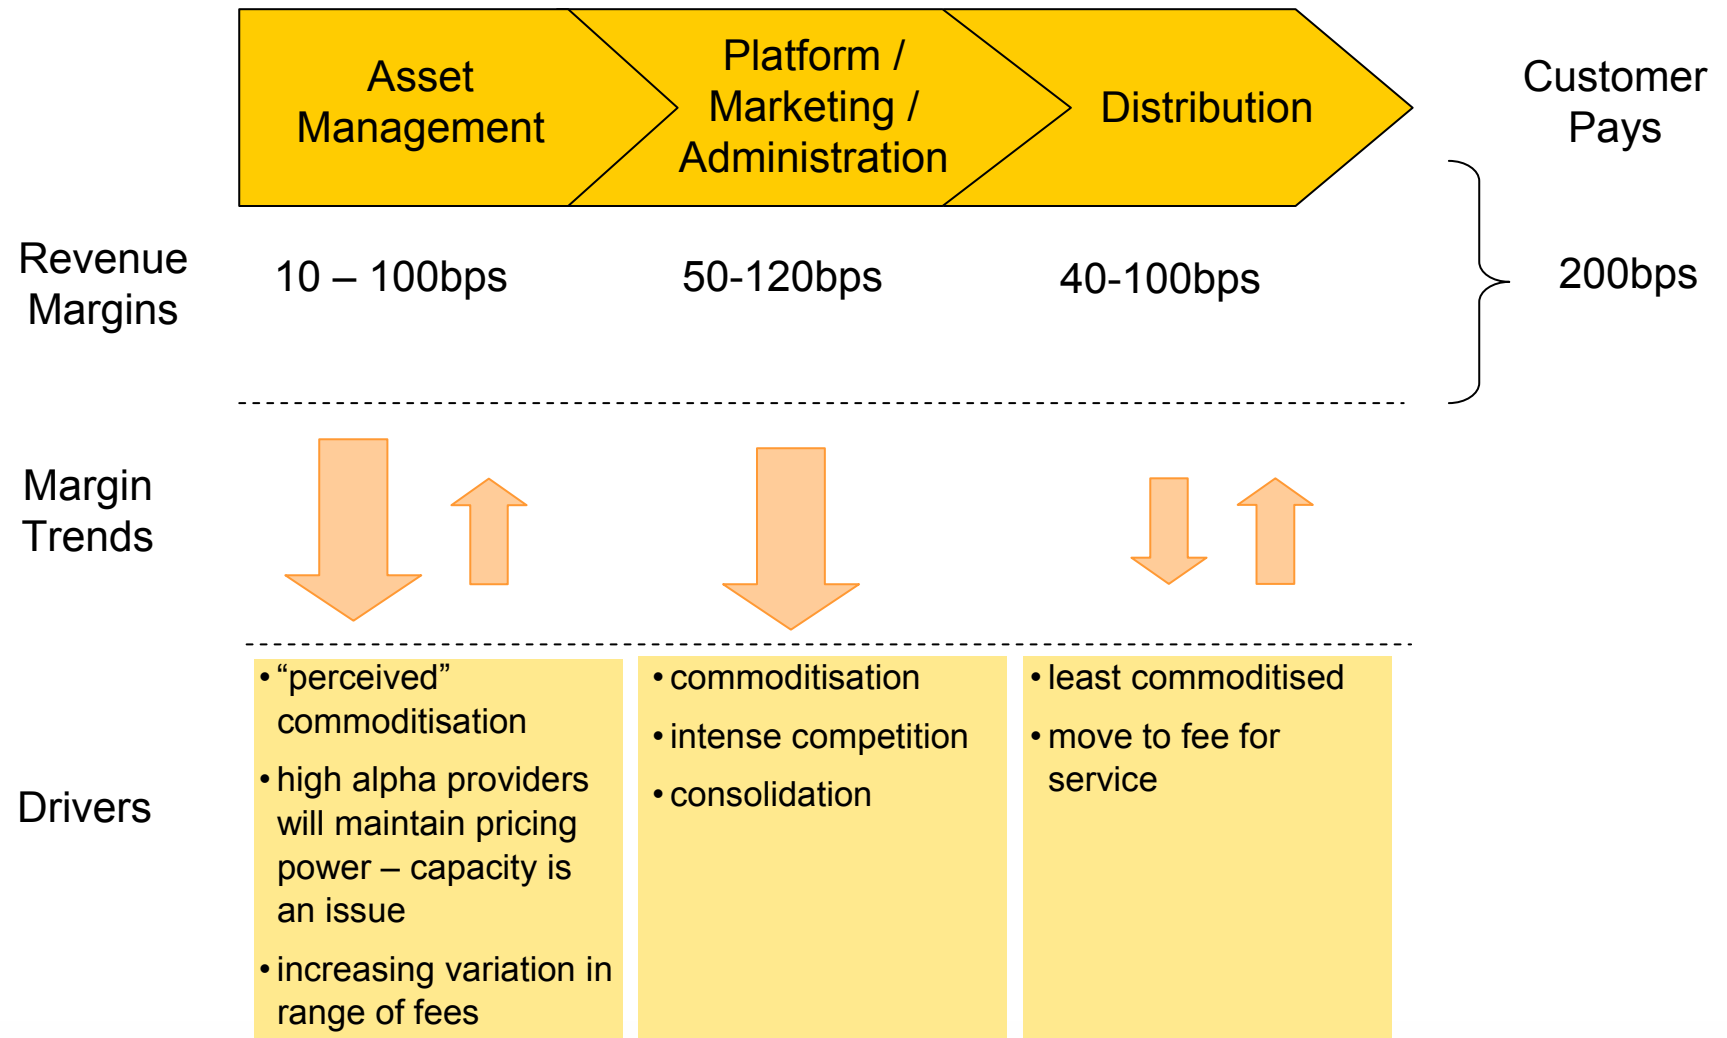 Asset
Management
Platform /
Marketing /
Administration
Distribution
Customer
Pays
Revenue
Margins
10 – 100bps
50-120bps
40-100bps
200bps
Margin
Trends
Drivers
• “perceived”
commoditisation
• high alpha providers
will maintain pricing
power – capacity is
an issue
• increasing variation in
range of fees
• commoditisation
• intense competition
• consolidation
• least commoditised
• move to fee for
service